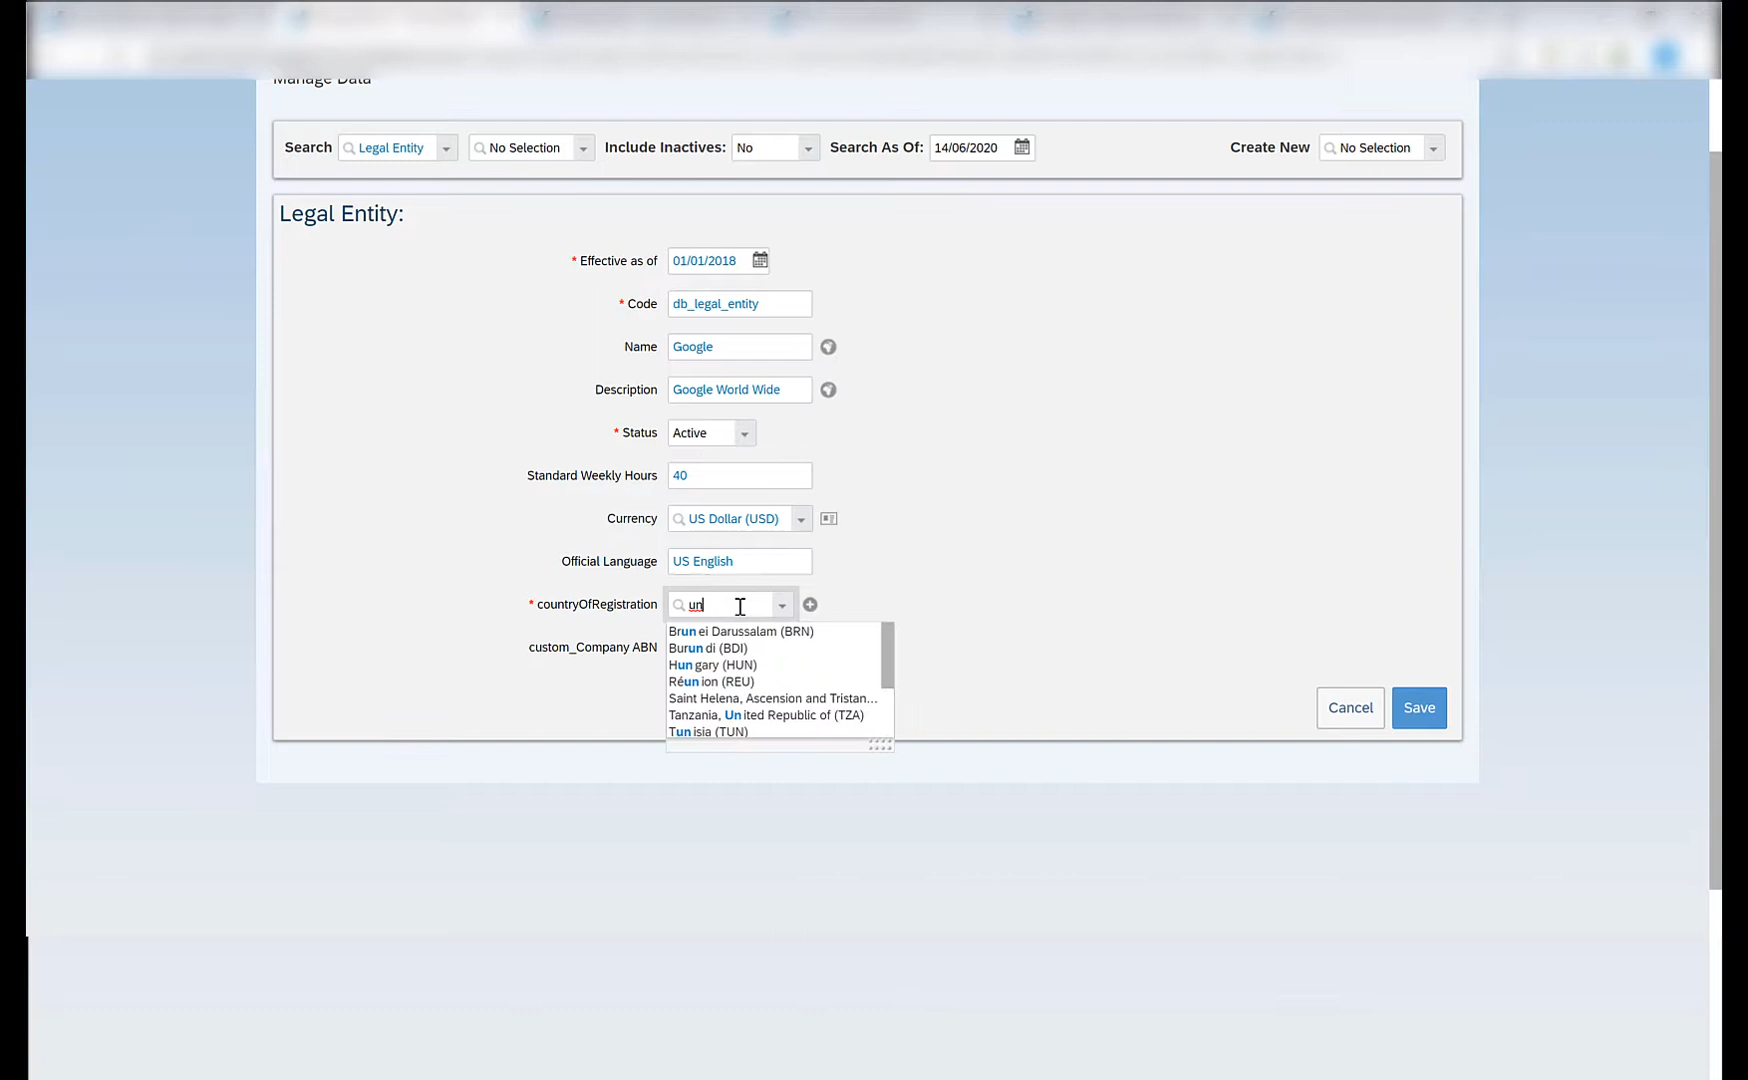 Manage Data
Search Legal Entity No Selection Include Inactives: No Search As Of: 14/06/2020 Create New No Selection
Legal Entity:
* Effective as of 01/01/2018
* Code db_legal_entity
Name Google
Description Google World Wide
* Status Active
Standard Weekly Hours 40
Currency US Dollar (USD)
Official Language US English
* countryOfRegistration un
Brunei Darussalam (BRN)
custom_Company ABN
Burundi (BDI)
Hungary (HUN)
Réunion (REU)
Saint Helena, Ascension and Tristan...
Tanzania, United Republic of (TZA)
Tunisia (TUN)
Cancel Save